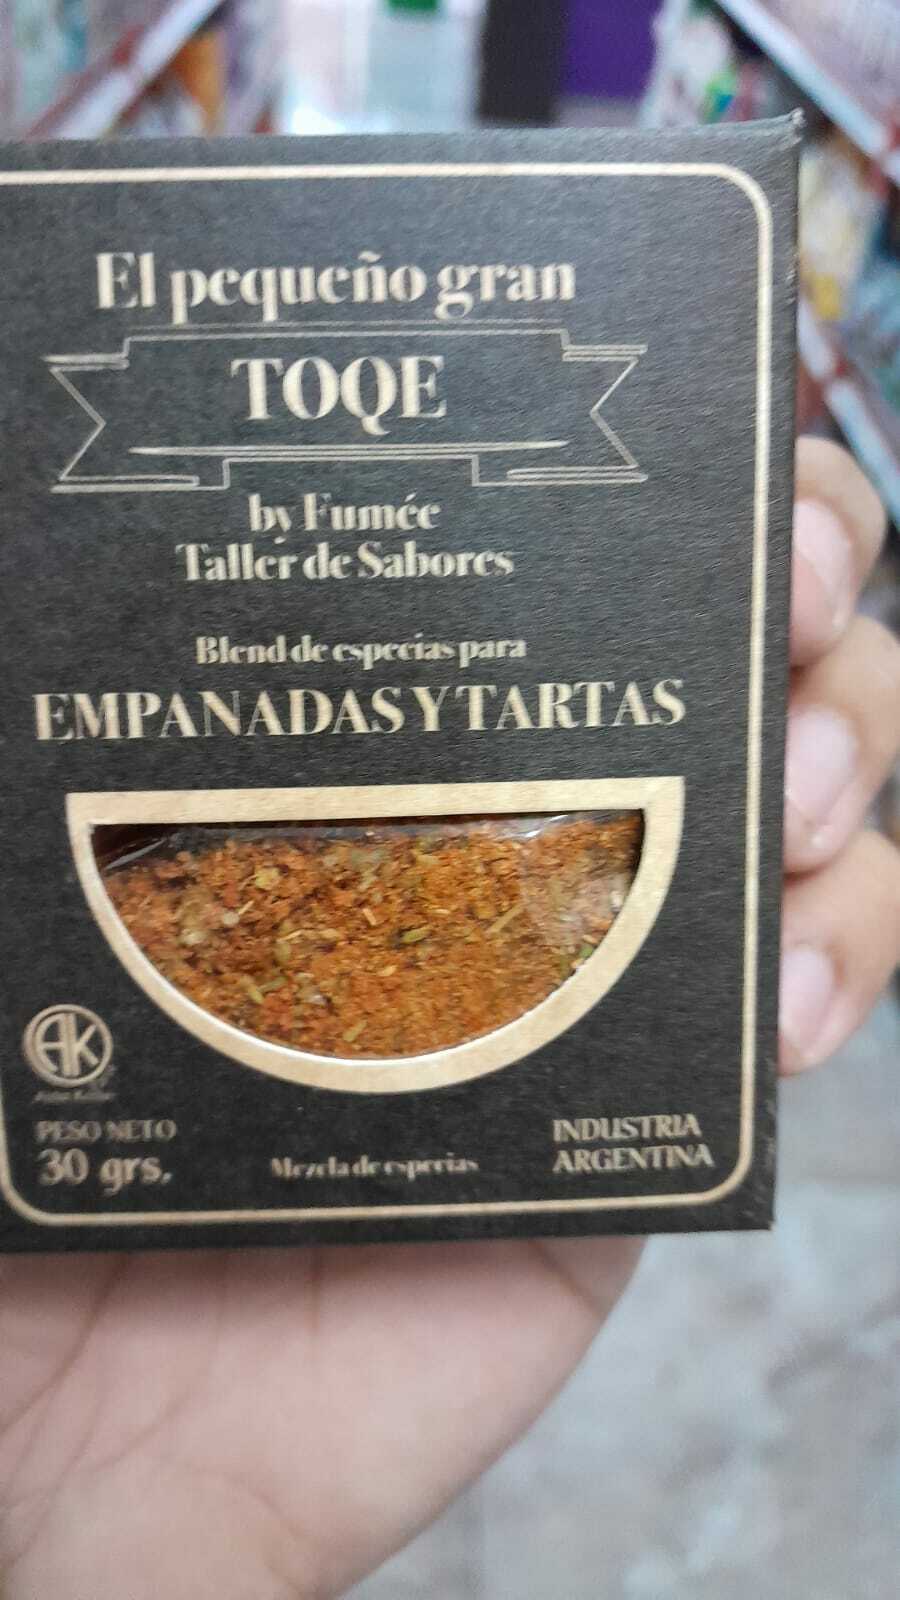 El pequeño gran
TOQE
by Fumée
Taller de Sabores
Blend de especias para
EMPANADAS Y TARTAS
AK
PESO NETO
30 grs.
Mezcla de especias
INDUSTRIA
ARGENTINA